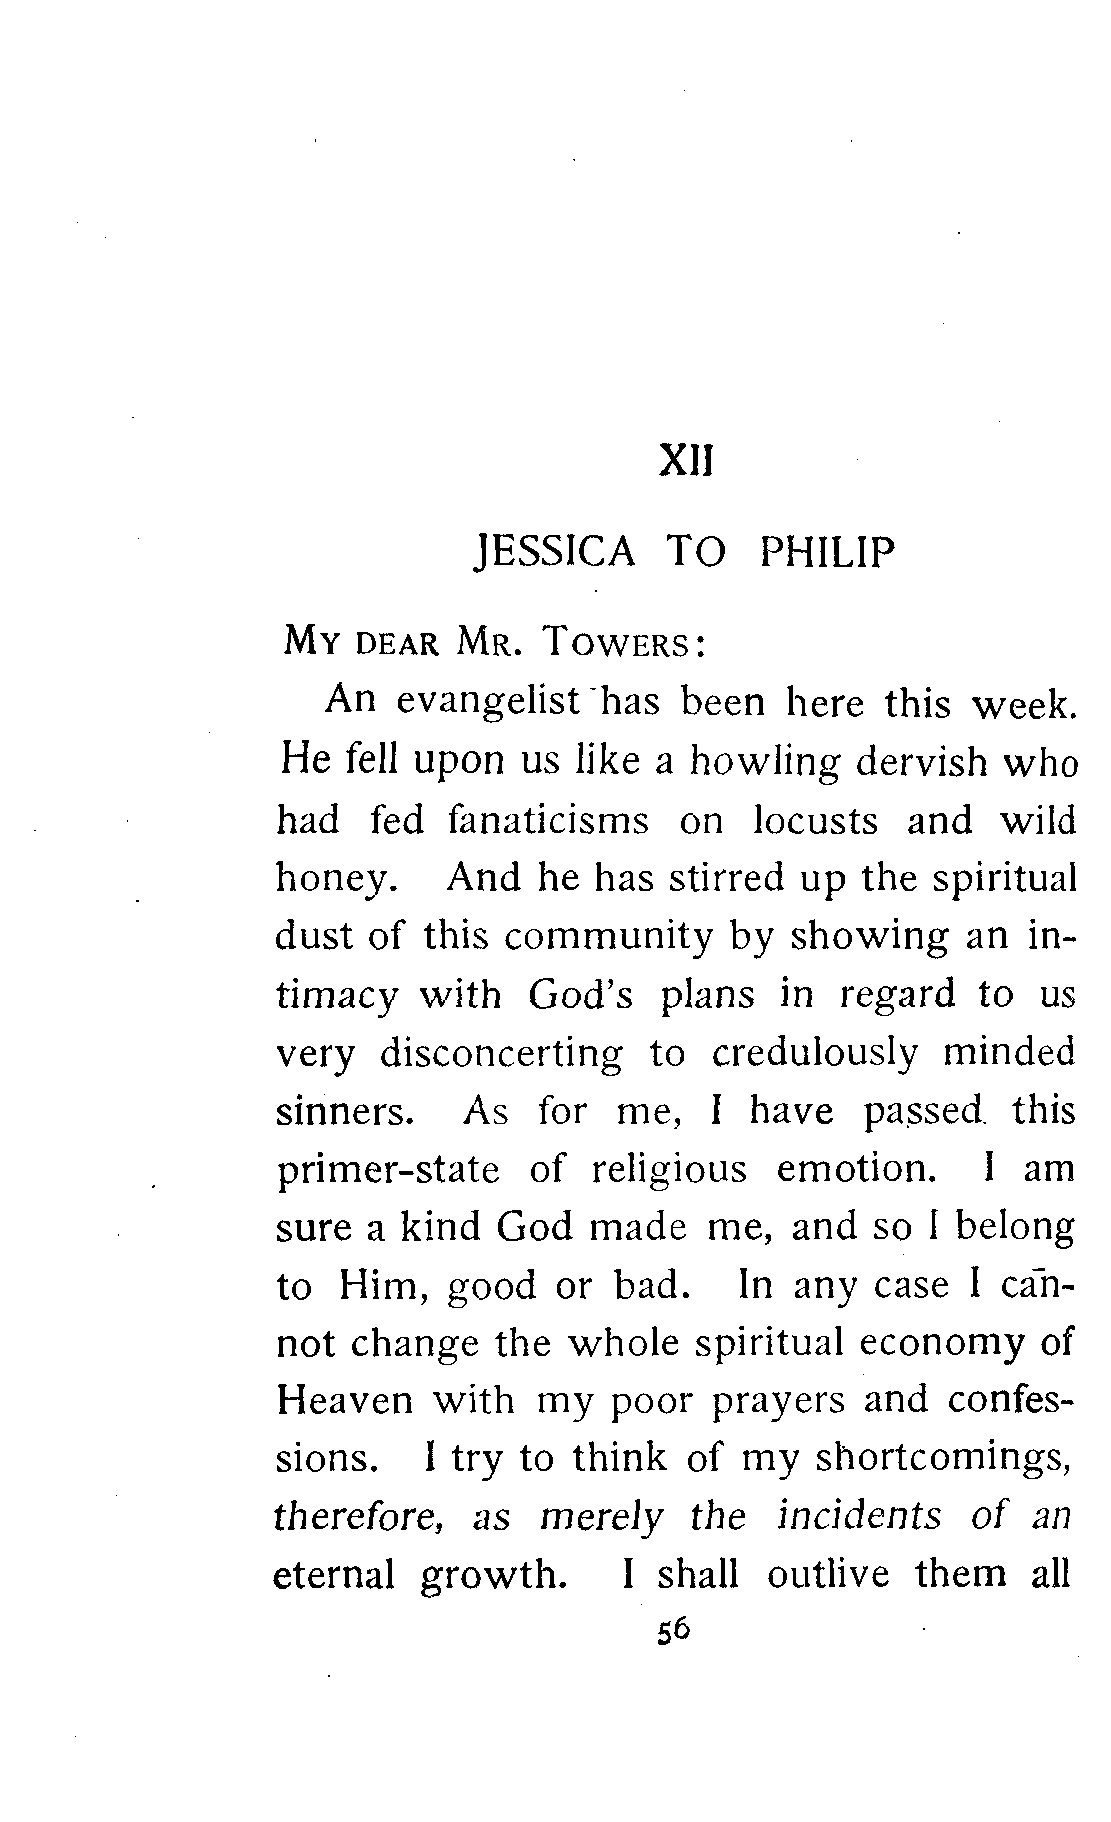 XII
JESSICA TO PHILIP
MY DEAR MR. TOWERS:
An evangelist has been here this week.
He fell upon us like a howling dervish who
had fed fanaticisms on locusts and wild
honey. And he has stirred up the spiritual
dust of this community by showing an in-
timacy with God's plans in regard to us
very disconcerting to credulously minded
sinners. As for me, I have passed this
primer-state of religious emotion. I am
sure a kind God made me, and so I belong
to Him, good or bad. In any case I can-
not change the whole spiritual economy of
Heaven with my poor prayers and confes-
sions. I try to think of my shortcomings,
therefore, as merely the incidents of an
eternal growth. I shall outlive them all
56